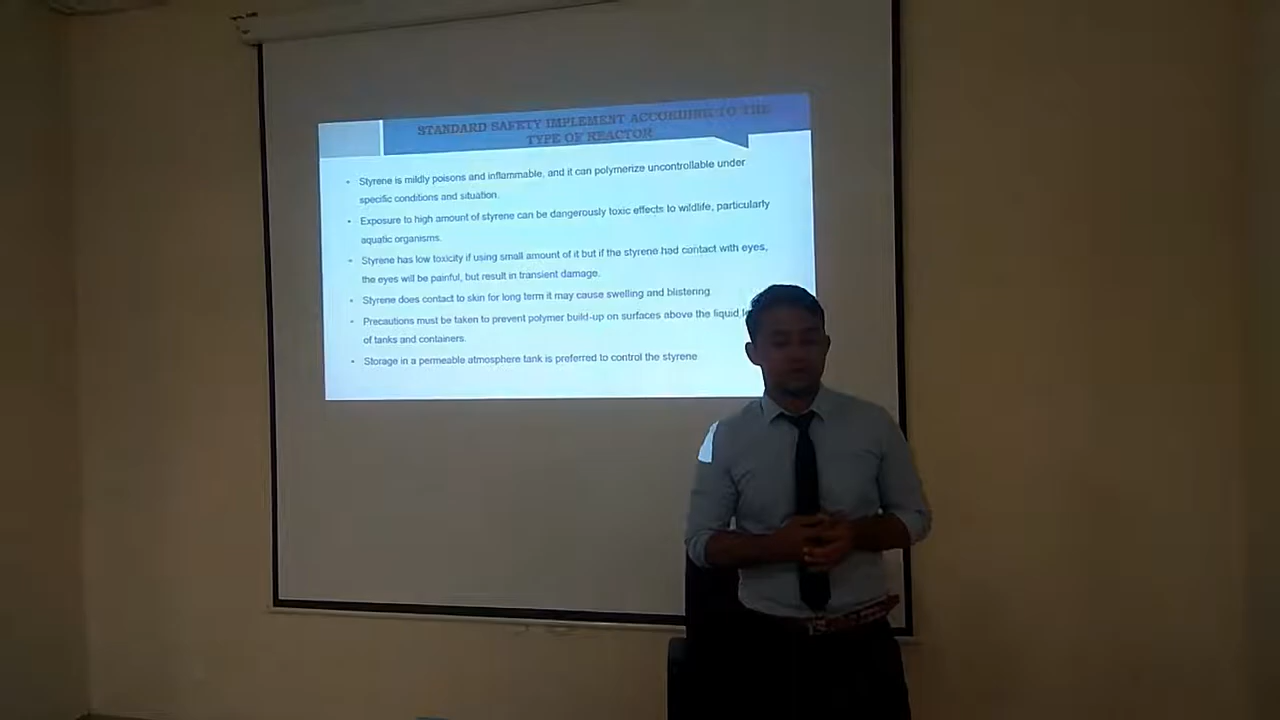 STANDARD SAFETY IMPLEMENT ACCORDING TO THE
TYPE OF REACTOR
• Styrene is mildly poisons and inflammable, and it can polymerize uncontrollable under
specific conditions and situation.
• Exposure to high amount of styrene can be dangerously toxic effects to wildlife, particularly
aquatic organisms.
• Styrene has low toxicity if using small amount of it but if the styrene had contact with eyes,
the eyes will be painful, but result in transient damage.
• Styrene does contact to skin for long term it may cause swelling and blistering
• Precautions must be taken to prevent polymer build-up on surfaces above the liquid
of tanks and containers.
• Storage in a permeable atmosphere tank is preferred to control the styrene